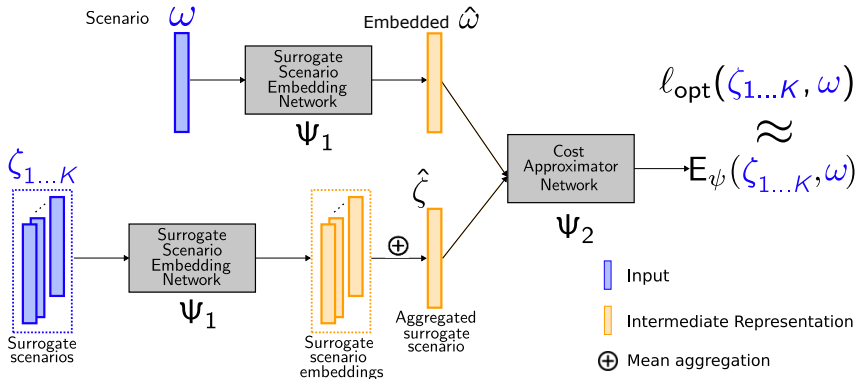 Scenario
ω
Surrogate
Scenario
Embedding
Network
Ψ₁
Embedded ω̂
ζ₁...K
Surrogate
scenarios
Surrogate
Scenario
Embedding
Network
Ψ₁
Surrogate
scenario
embeddings
⊕
ζ̂
Aggregated
surrogate
scenario
Cost
Approximator
Network
Ψ₂
ℓopt(ζ₁...K, ω)
≈
Eψ(ζ₁...K, ω)
Input
Intermediate Representation
⊕ Mean aggregation